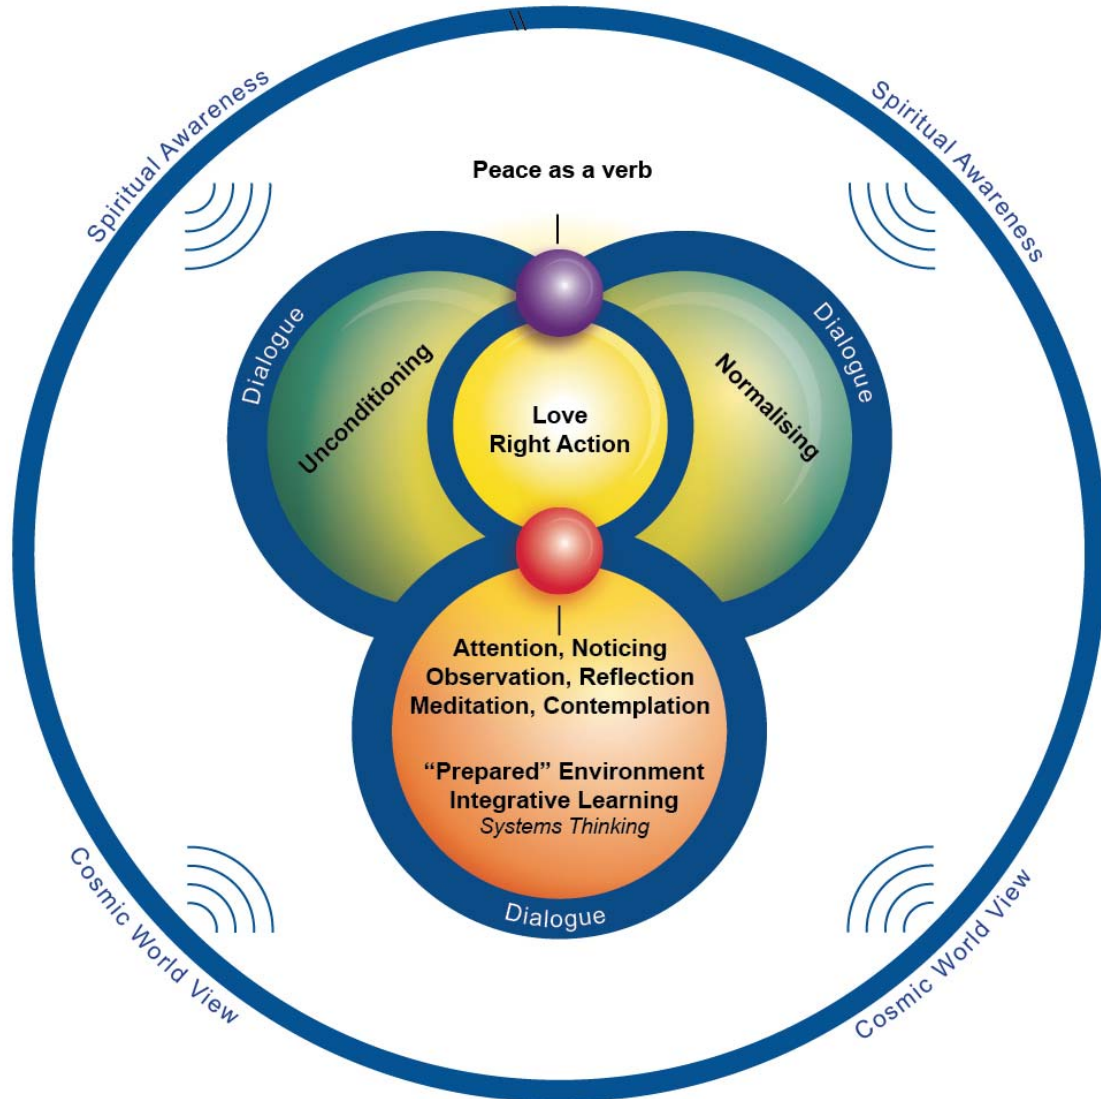 Spiritual Awareness
Spiritual Awareness
Peace as a verb
Dialogue
Dialogue
Unconditioning
Normalising
Love
Right Action
Attention, Noticing
Observation, Reflection
Meditation, Contemplation
“Prepared” Environment
Integrative Learning
Systems Thinking
Dialogue
Cosmic World View
Cosmic World View